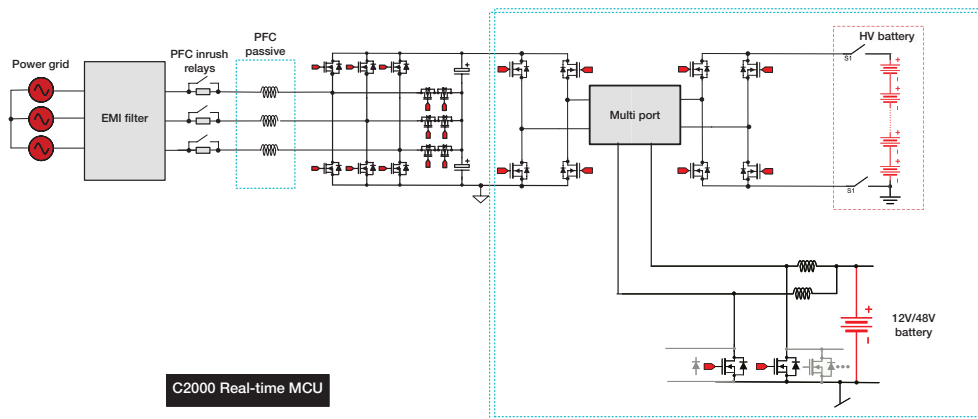 Power grid
EMI filter
PFC inrush
relays
PFC
passive
Multi port
HV battery
S1
S1
12V/48V
battery
C2000 Real-time MCU